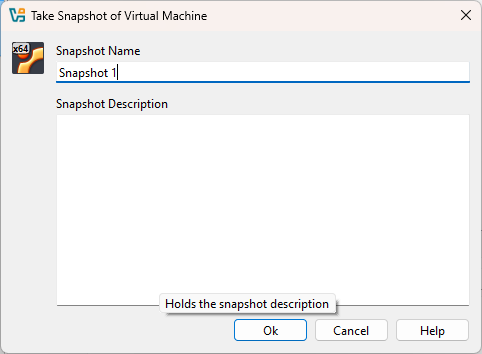 Take Snapshot of Virtual Machine
x64
Snapshot Name
Snapshot 1
Snapshot Description
Holds the snapshot description
Ok
Cancel
Help